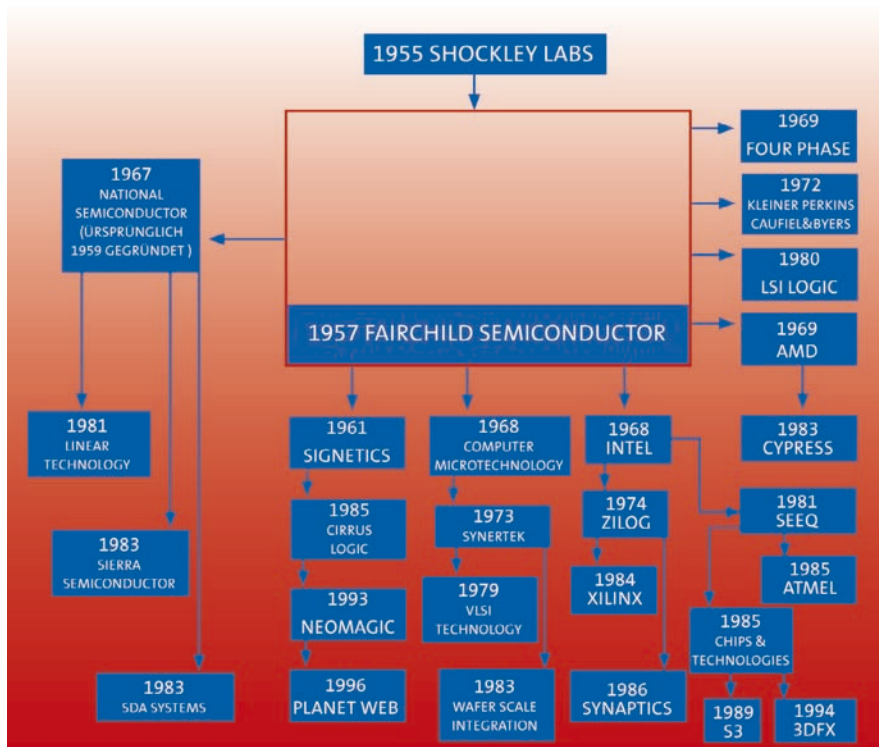 1955 SHOCKLEY LABS
1969
FOUR PHASE
1967
NATIONAL
SEMICONDUCTOR
(ÜRSPRUNGLICH
1959 GEGRÜNDET )
1972
KLEINER PERKINS
CAUFIEL&BYERS
1980
LSI LOGIC
1957 FAIRCHILD SEMICONDUCTOR
1969
AMD
1981
LINEAR
TECHNOLOGY
1961
SIGNETICS
1968
COMPUTER
MICROTECHNOLOGY
1968
INTEL
1983
CYPRESS
1985
CIRRUS
LOGIC
1973
SYNERTEK
1974
ZILOG
1981
SEEQ
1983
SIERRA
SEMICONDUCTOR
1993
NEOMAGIC
1979
VLSI
TECHNOLOGY
1984
XILINX
1985
ATMEL
1985
CHIPS &
TECHNOLOGIES
1983
SDA SYSTEMS
1996
PLANET WEB
1983
WAFER SCALE
INTEGRATION
1986
SYNAPTICS
1989
S3
1994
3DFX